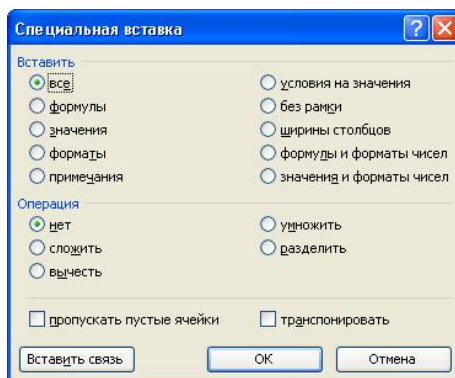 Специальная вставка
Вставить
все
условия на значения
формулы
без рамки
значения
ширины столбцов
форматы
формулы и форматы чисел
примечания
значения и форматы чисел
Операция
нет
умножить
сложить
разделить
вычесть
пропускать пустые ячейки
транспонировать
Вставить связь
ОК
Отмена